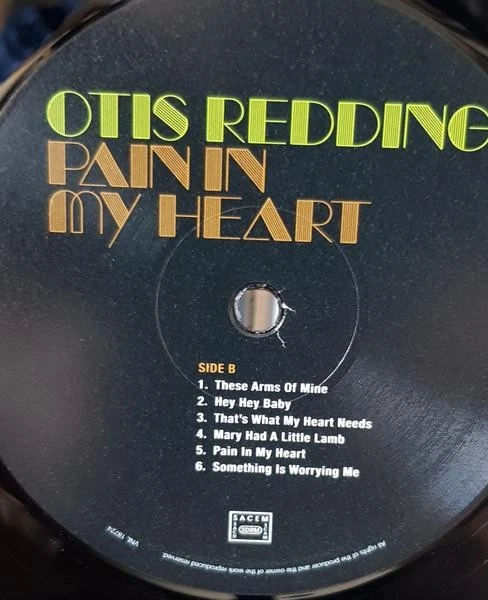 OTIS REDDING
PAIN IN
MY HEART
SIDE B
1. These Arms Of Mine
2. Hey Hey Baby
3. That's What My Heart Needs
4. Mary Had A Little Lamb
5. Pain In My Heart
6. Something Is Worrying Me
SACEM
SDRM
VNL 18724
All rights of the producer and the owner of the work reproduced reserved